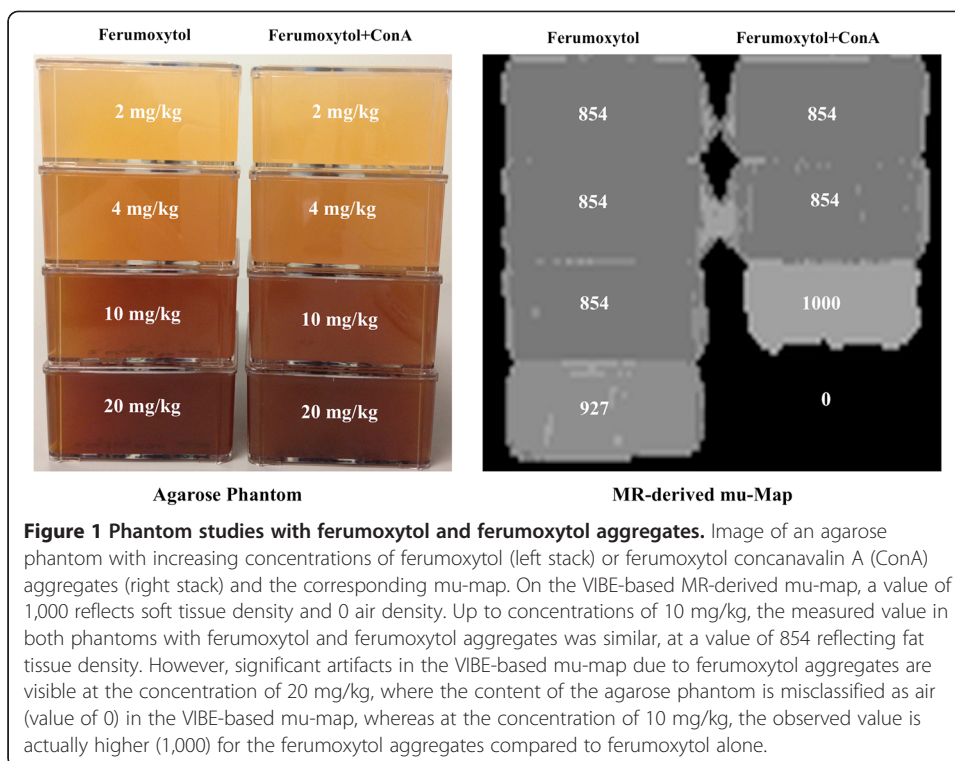 Ferumoxytol
Ferumoxytol+ConA
2 mg/kg
2 mg/kg
4 mg/kg
4 mg/kg
10 mg/kg
10 mg/kg
20 mg/kg
20 mg/kg
Agarose Phantom
Ferumoxytol
Ferumoxytol+ConA
854
854
854
854
854
1000
927
0
MR-derived mu-Map
Figure 1 Phantom studies with ferumoxytol and ferumoxytol aggregates. Image of an agarose
phantom with increasing concentrations of ferumoxytol (left stack) or ferumoxytol concanavalin A (ConA)
aggregates (right stack) and the corresponding mu-map. On the VIBE-based MR-derived mu-map, a value of
1,000 reflects soft tissue density and 0 air density. Up to concentrations of 10 mg/kg, the measured value in
both phantoms with ferumoxytol and ferumoxytol aggregates was similar, at a value of 854 reflecting fat
tissue density. However, significant artifacts in the VIBE-based mu-map due to ferumoxytol aggregates are
visible at the concentration of 20 mg/kg, where the content of the agarose phantom is misclassified as air
(value of 0) in the VIBE-based mu-map, whereas at the concentration of 10 mg/kg, the observed value is
actually higher (1,000) for the ferumoxytol aggregates compared to ferumoxytol alone.